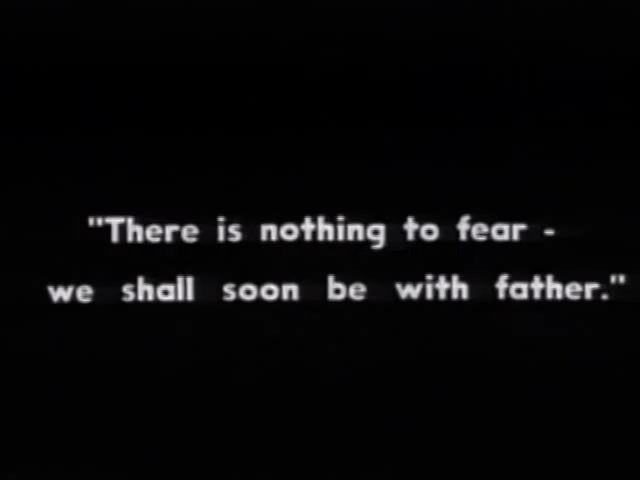 "There is nothing to fear -
we shall soon be with father."